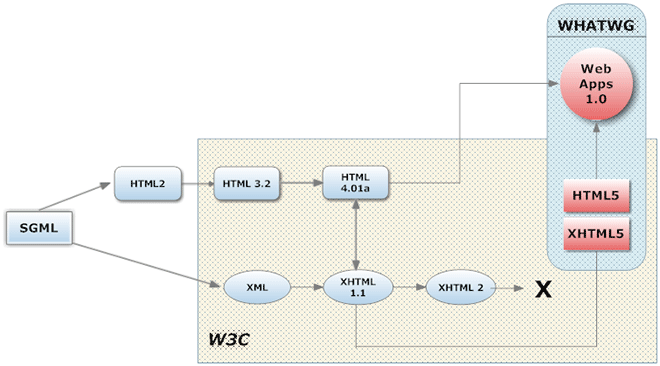 WHATWG
Web
Apps
1.0
HTML2
HTML 3.2
HTML
4.01a
HTML5
SGML
XHTML5
XML
XHTML
1.1
XHTML 2
X
W3C